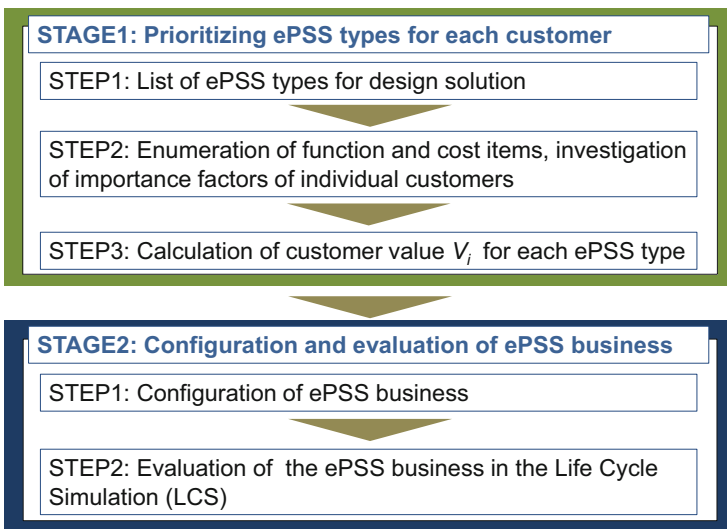 STAGE1: Prioritizing ePSS types for each customer
STEP1: List of ePSS types for design solution
STEP2: Enumeration of function and cost items, investigation
of importance factors of individual customers
STEP3: Calculation of customer value Vi for each ePSS type
STAGE2: Configuration and evaluation of ePSS business
STEP1: Configuration of ePSS business
STEP2: Evaluation of the ePSS business in the Life Cycle
Simulation (LCS)